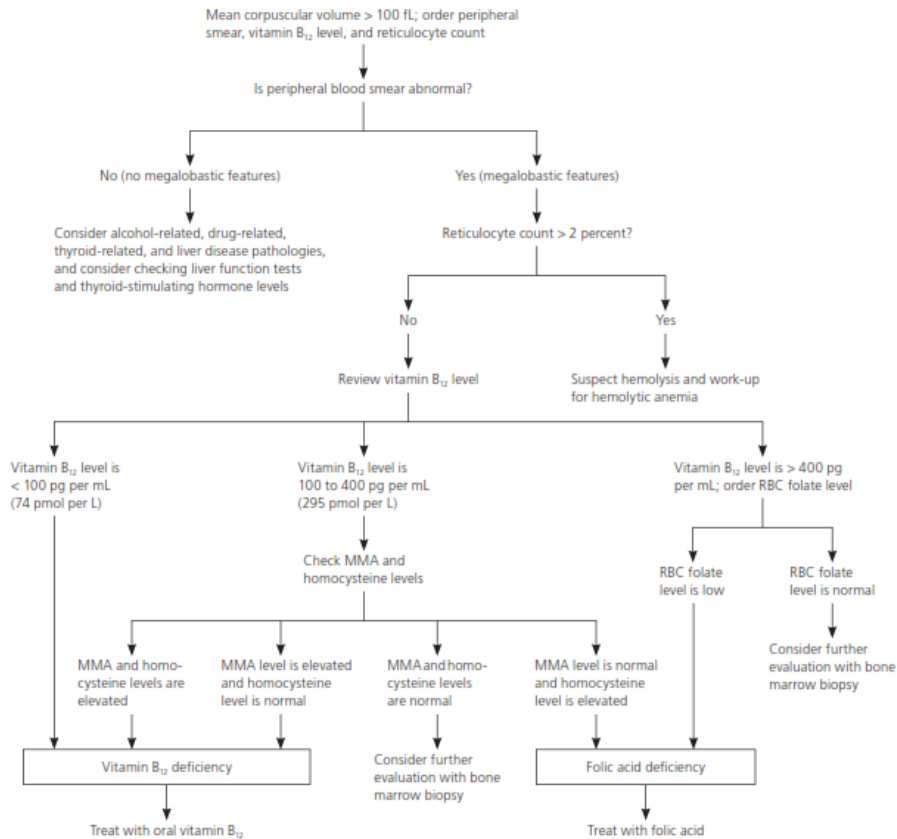 Mean corpuscular volume > 100 fL; order peripheral
smear, vitamin B₁₂ level, and reticulocyte count
Is peripheral blood smear abnormal?
No (no megalobastic features)
Yes (megalobastic features)
Consider alcohol-related, drug-related,
thyroid-related, and liver disease pathologies,
and consider checking liver function tests
and thyroid-stimulating hormone levels
Reticulocyte count > 2 percent?
No
Yes
Review vitamin B₁₂ level
Suspect hemolysis and work-up
for hemolytic anemia
Vitamin B₁₂ level is
< 100 pg per mL
(74 pmol per L)
Vitamin B₁₂ level is
100 to 400 pg per mL
(295 pmol per L)
Vitamin B₁₂ level is > 400 pg
per mL; order RBC folate level
Check MMA and
homocysteine levels
RBC folate
level is low
RBC folate
level is normal
MMA and homo-
cysteine levels are
elevated
MMA level is elevated
and homocysteine
level is normal
MMA and homo-
cysteine levels
are normal
MMA level is normal
and homocysteine
level is elevated
Consider further
evaluation with bone
marrow biopsy
Vitamin B₁₂ deficiency
Consider further
evaluation with bone
marrow biopsy
Folic acid deficiency
Treat with oral vitamin B₁₂
Treat with folic acid